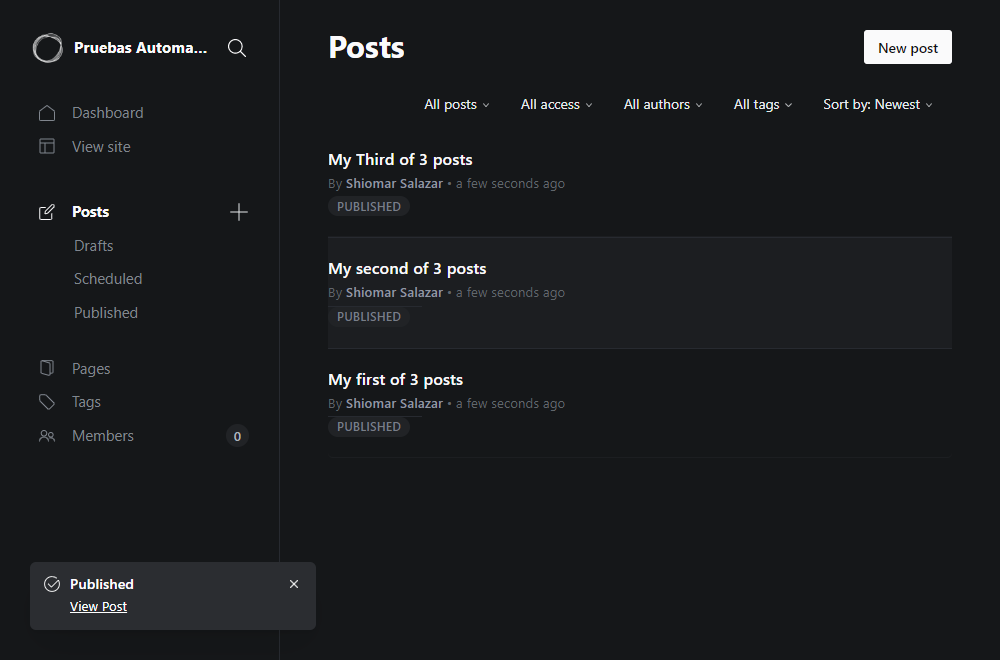 Pruebas Automa...
Dashboard
View site
Posts
Drafts
Scheduled
Published
Pages
Tags
Members 0
Published
View Post
Posts
New post
All posts All access All authors All tags Sort by: Newest
My Third of 3 posts
By Shiomar Salazar • a few seconds ago
PUBLISHED
My second of 3 posts
By Shiomar Salazar • a few seconds ago
PUBLISHED
My first of 3 posts
By Shiomar Salazar • a few seconds ago
PUBLISHED